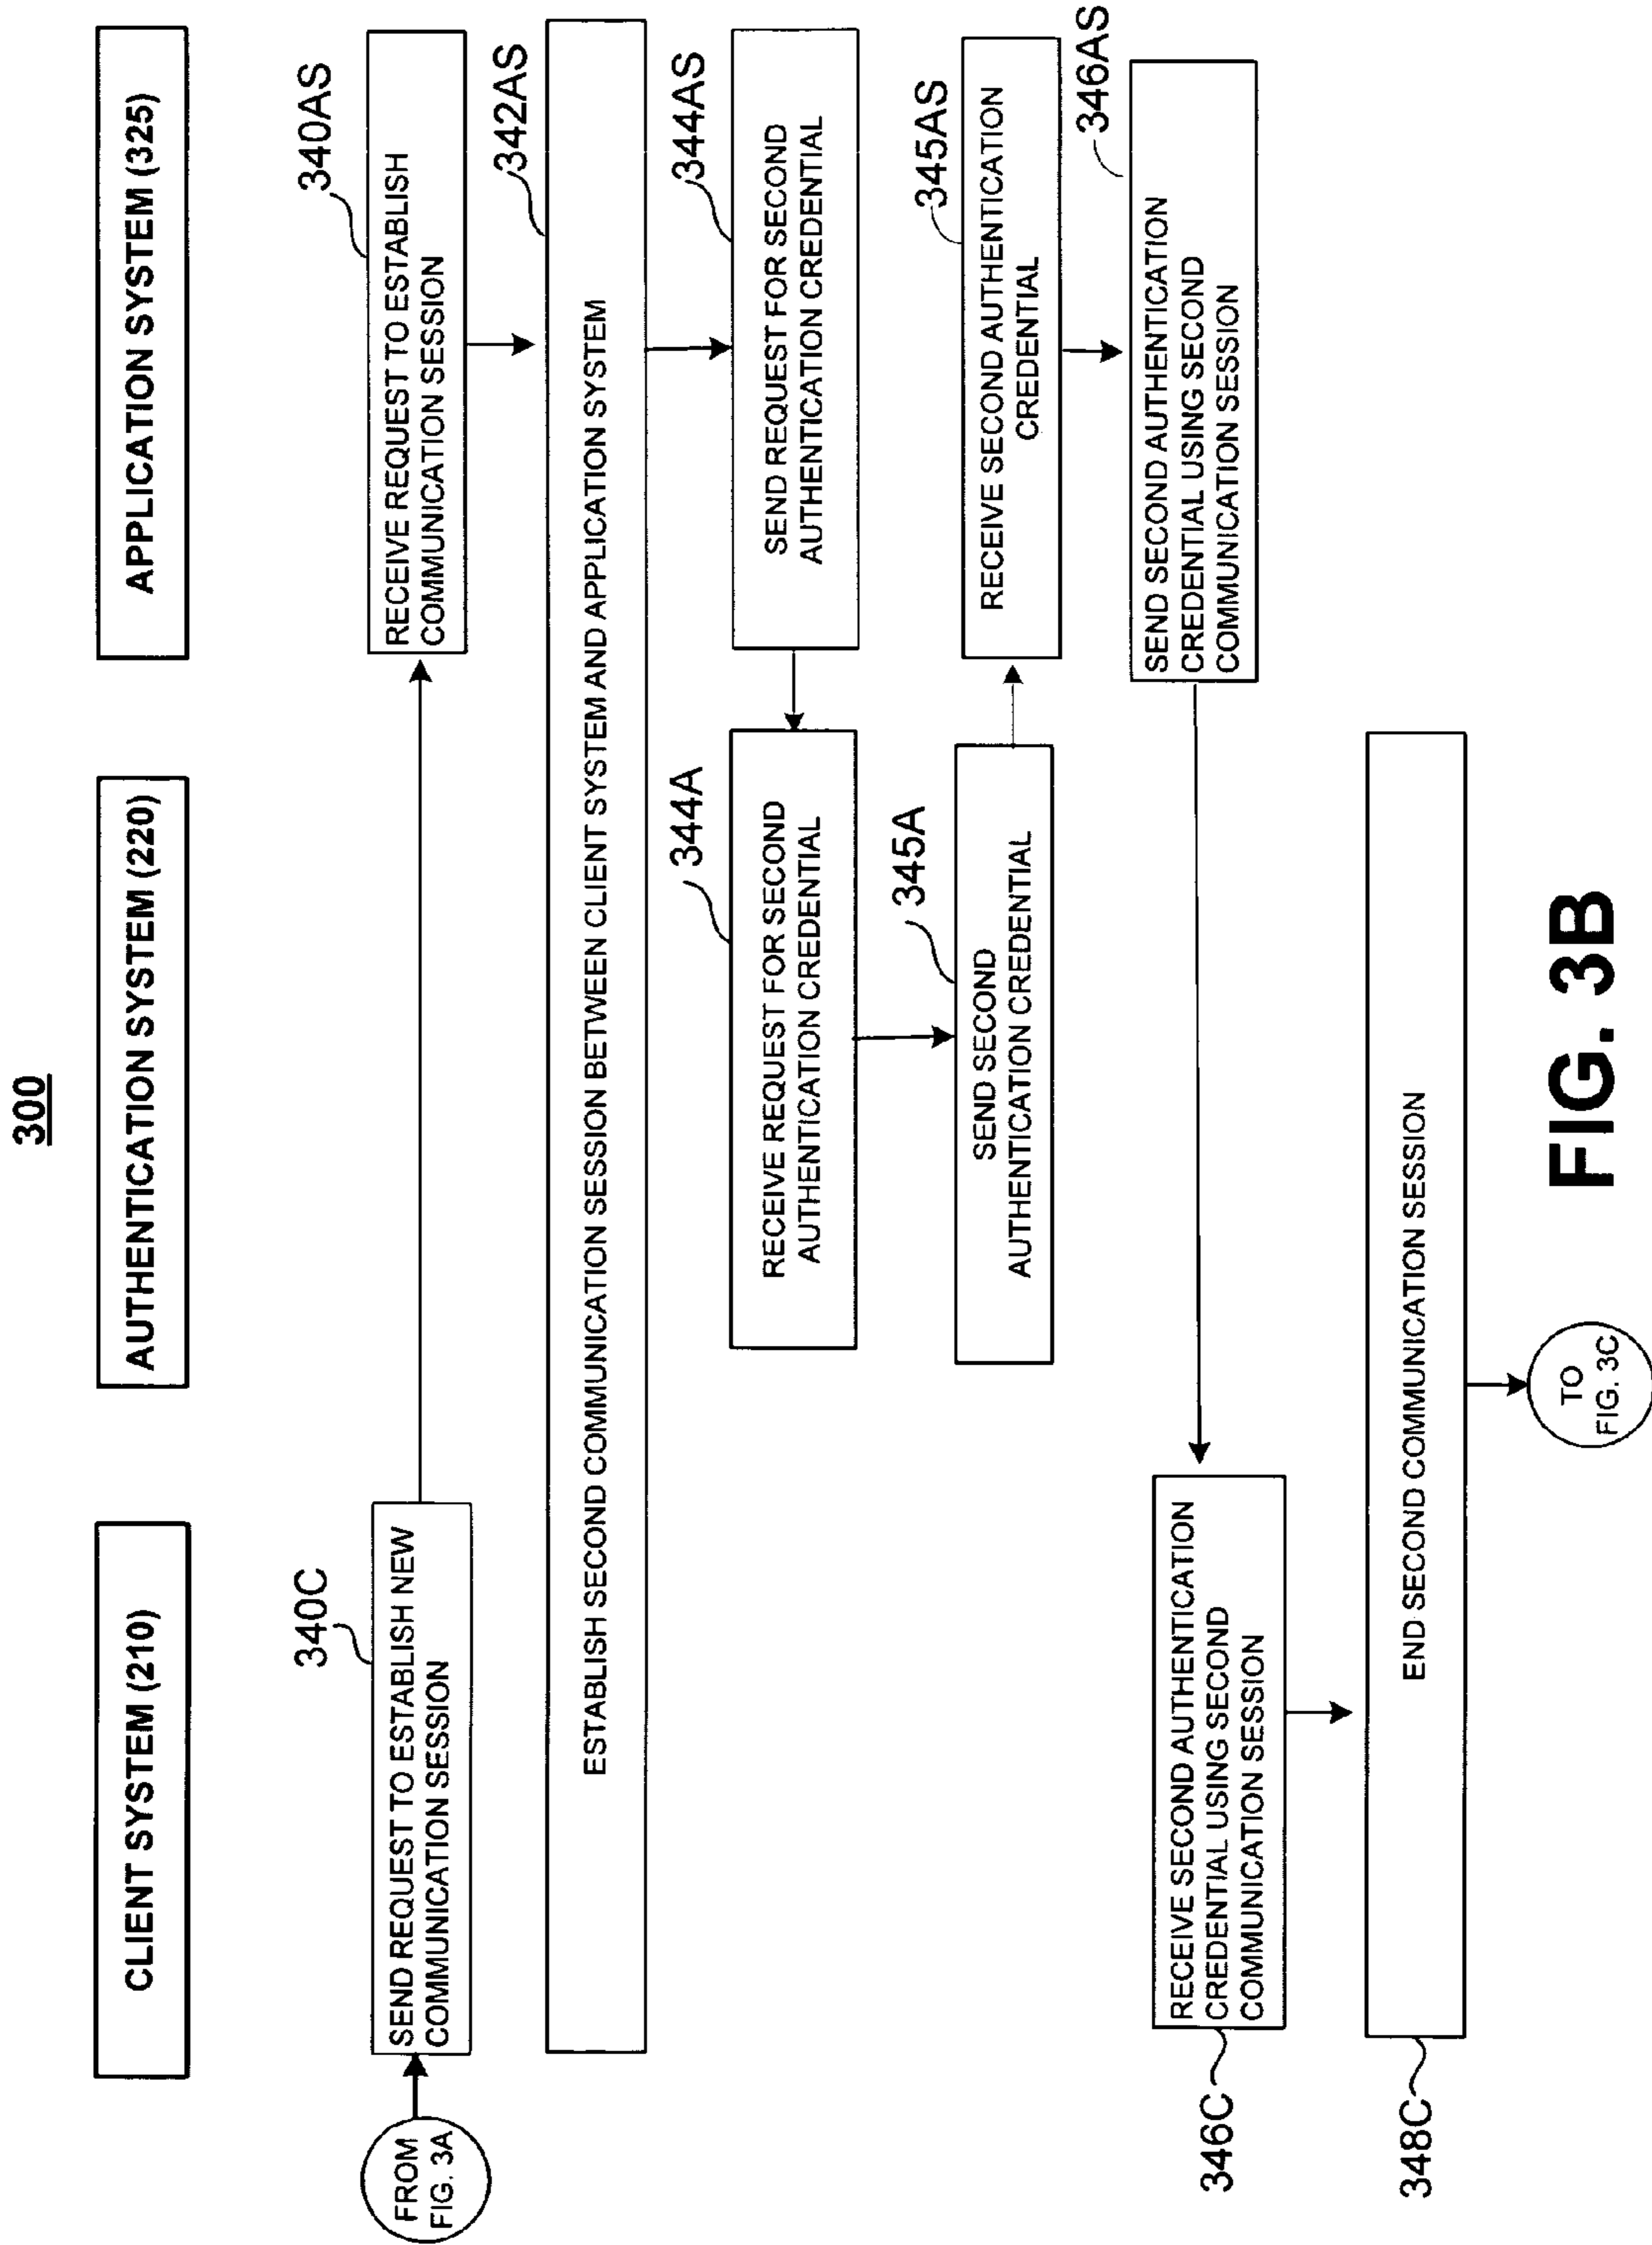 300
CLIENT SYSTEM (210)
AUTHENTICATION SYSTEM (220)
APPLICATION SYSTEM (325)
FROM
FIG. 3A
340C
SEND REQUEST TO ESTABLISH NEW
COMMUNICATION SESSION
340AS
RECEIVE REQUEST TO ESTABLISH
COMMUNICATION SESSION
342AS
ESTABLISH SECOND COMMUNICATION SESSION BETWEEN CLIENT SYSTEM AND APPLICATION SYSTEM
344AS
SEND REQUEST FOR SECOND
AUTHENTICATION CREDENTIAL
344A
RECEIVE REQUEST FOR SECOND
AUTHENTICATION CREDENTIAL
345A
SEND SECOND
AUTHENTICATION CREDENTIAL
345AS
RECEIVE SECOND AUTHENTICATION
CREDENTIAL
346AS
SEND SECOND AUTHENTICATION
CREDENTIAL USING SECOND
COMMUNICATION SESSION
346C
RECEIVE SECOND AUTHENTICATION
CREDENTIAL USING SECOND
COMMUNICATION SESSION
348C
END SECOND COMMUNICATION SESSION
TO
FIG. 3C
FIG. 3B